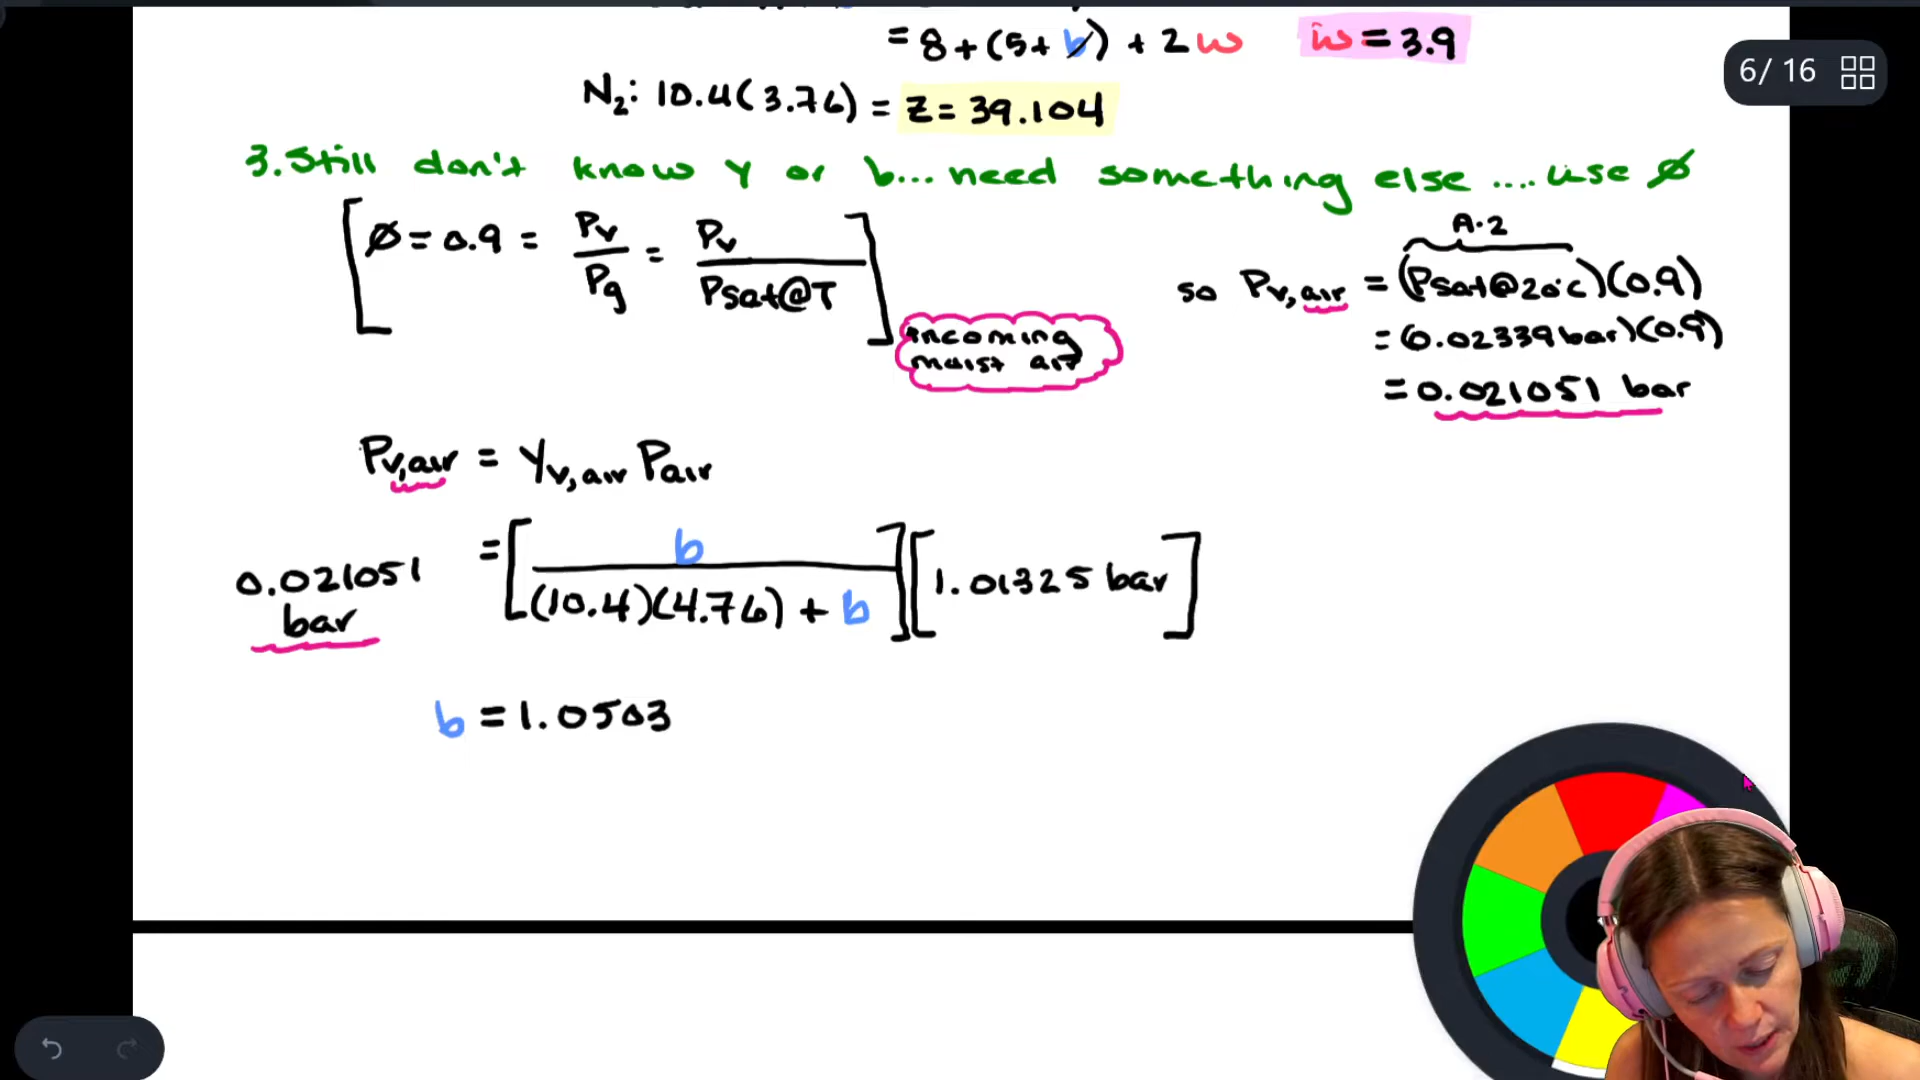 = 8 + (5 + b) + 2w    w = 3.9
6/ 16
N₂: 10.4(3.76) = Z = 39.104
3. Still don't know Y or b... need something else .... use ø
[ø = 0.9 = Pv/Pg = Pv/Psat@T]
incoming
moist air
A-2
so Pv,air = (Psat@20°C)(0.9)
= (0.02339 bar)(0.9)
= 0.021051 bar
Pv,air = Yv,air Pair
0.021051 bar = [b/((10.4)(4.76) + b)][1.01325 bar]
b = 1.0503